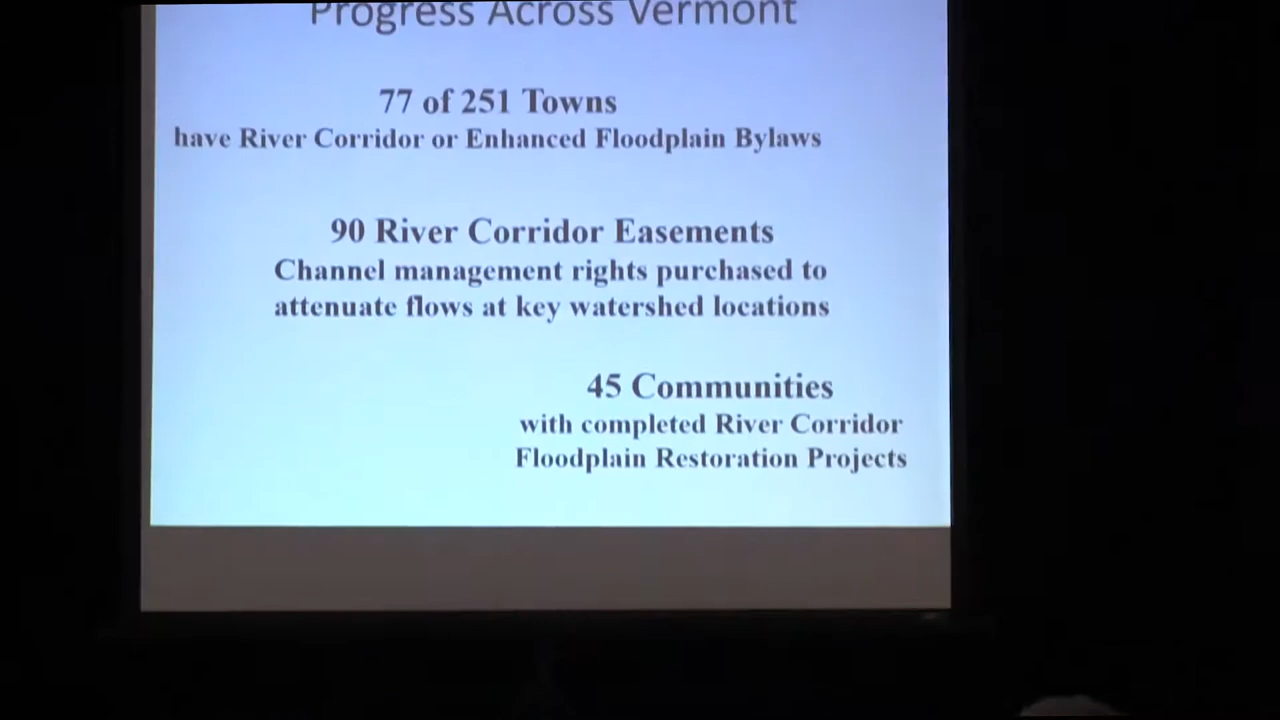 Progress Across Vermont
77 of 251 Towns
have River Corridor or Enhanced Floodplain Bylaws
90 River Corridor Easements
Channel management rights purchased to
attenuate flows at key watershed locations
45 Communities
with completed River Corridor
Floodplain Restoration Projects